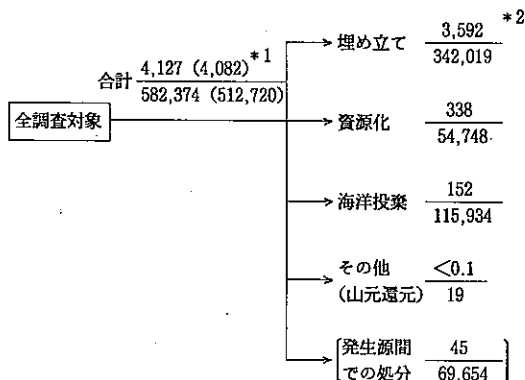 合計 4,127 (4,082)*1
582,374 (512,720)
全調査対象
埋め立て 3,592 *2
342,019
資源化 338
54,748
海洋投棄 152
115,934
その他 <0.1
(山元還元) 19
発生源間 45
での処分 69,654